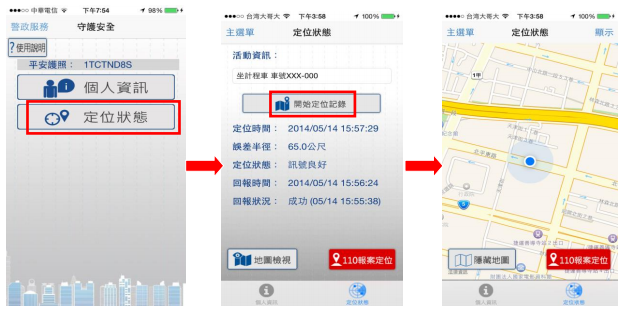 ●●●○○ 中華電信 下午7:54 98%
警政服務 守護安全
?使用說明
平安護照： 1TCTND8S
個人資訊
定位狀態
●●●○○ 台灣大哥大 下午3:58 100%
主選單 定位狀態
活動資訊：
坐計程車 車號XXX-000
開始定位記錄
定位時間： 2014/05/14 15:57:29
誤差半徑： 65.0公尺
定位狀態： 訊號良好
回報時間： 2014/05/14 15:56:24
回報狀況： 成功 (05/14 15:55:38)
地圖檢視 110報案定位
個人資訊 定位狀態
●●●○○ 台灣大哥大 下午3:58 100%
主選單 定位狀態 顯示
1甲
北平東路
5
隱藏地圖 110報案定位
個人資訊 定位狀態